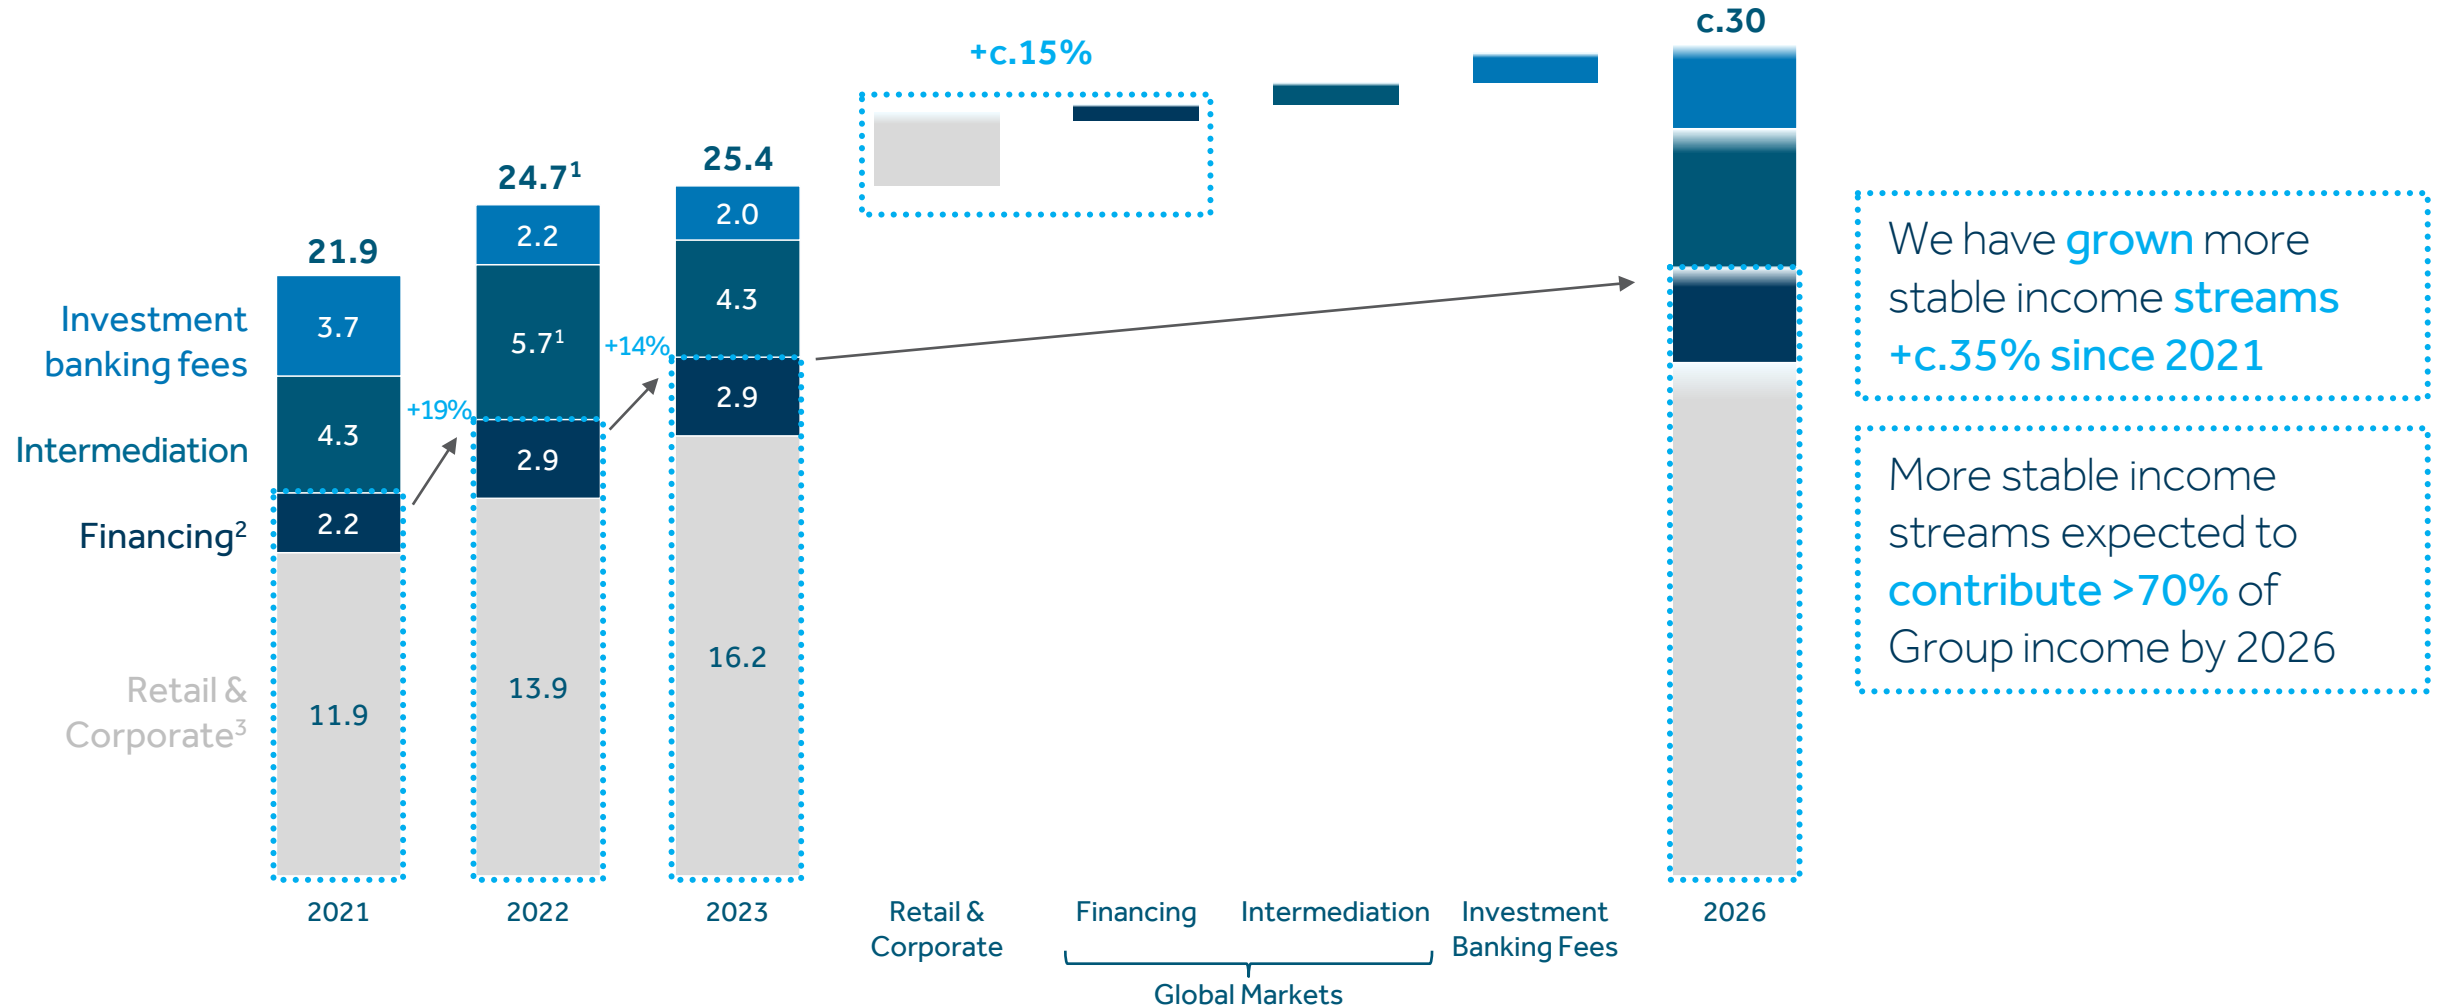 c.30
+c.15%
25.4
24.7¹
21.9
2.0
2.2
3.7
4.3
5.7¹
4.3
+14%
+19%
2.9
2.9
2.2
16.2
13.9
11.9
Investment
banking fees
Intermediation
Financing²
Retail &
Corporate³
We have grown more
stable income streams
+c.35% since 2021
More stable income
streams expected to
contribute >70% of
Group income by 2026
2021
2022
2023
Retail &
Corporate
Financing
Intermediation
Investment
Banking Fees
2026
Global Markets